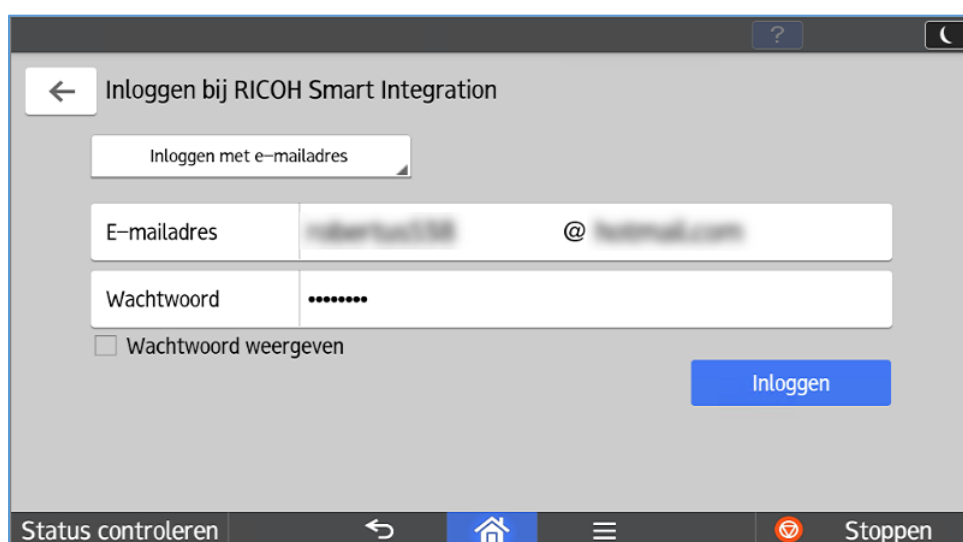 ?
Inloggen bij RICOH Smart Integration
Inloggen met e-mailadres
E-mailadres @
Wachtwoord ••••••••
Wachtwoord weergeven
Inloggen
Status controleren Stoppen